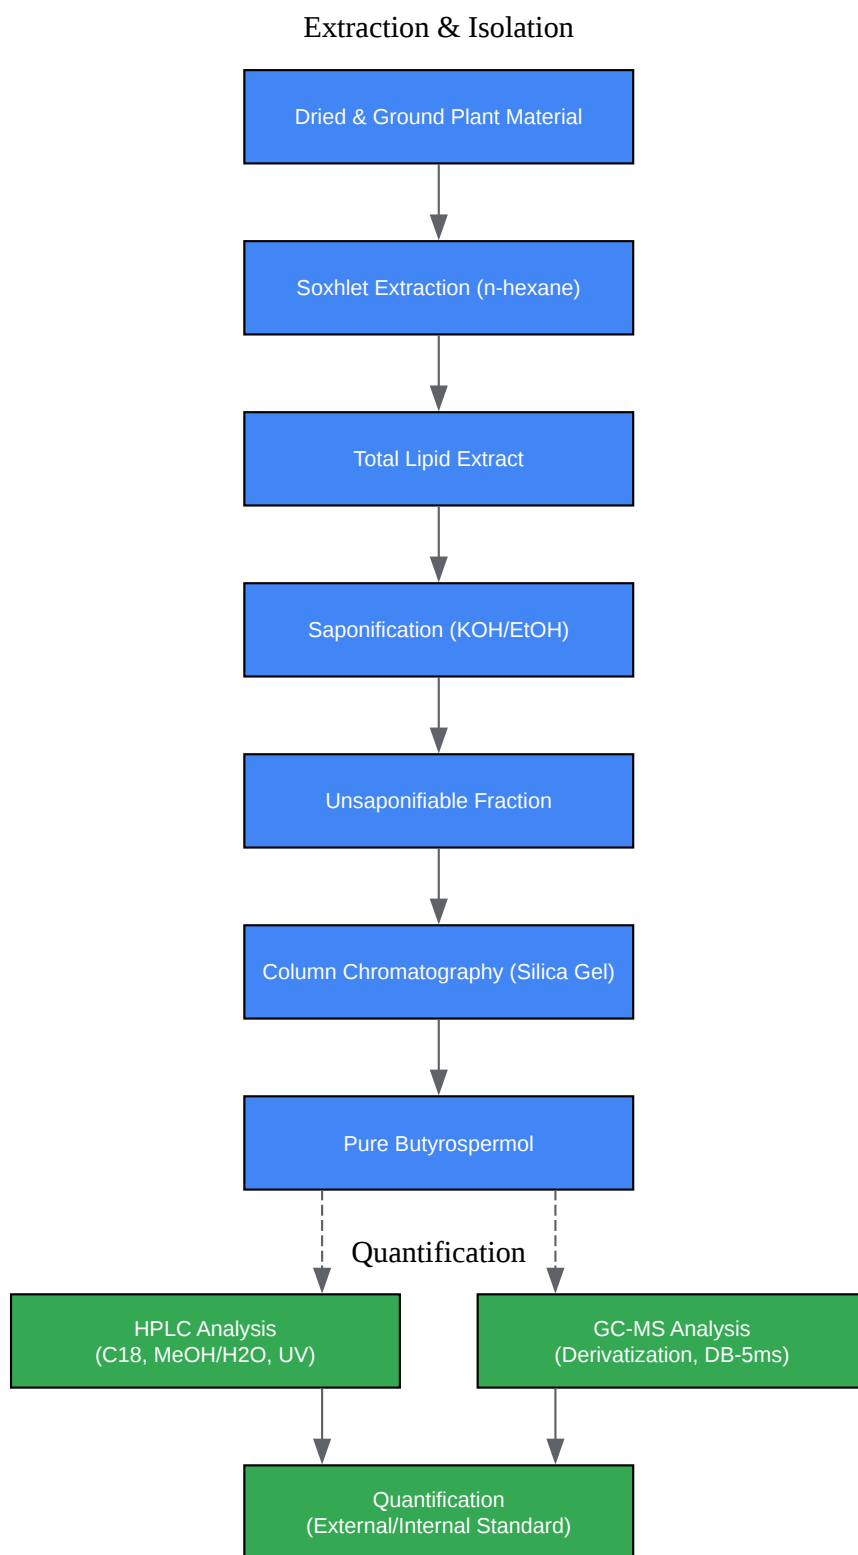 Extraction & Isolation
Dried & Ground Plant Material
Soxhlet Extraction (n-hexane)
Total Lipid Extract
Saponification (KOH/EtOH)
Unsaponifiable Fraction
Column Chromatography (Silica Gel)
Pure Butyrospermol
Quantification
HPLC Analysis
(C18, MeOH/H2O, UV)
GC-MS Analysis
(Derivatization, DB-5ms)
Quantification
(External/Internal Standard)